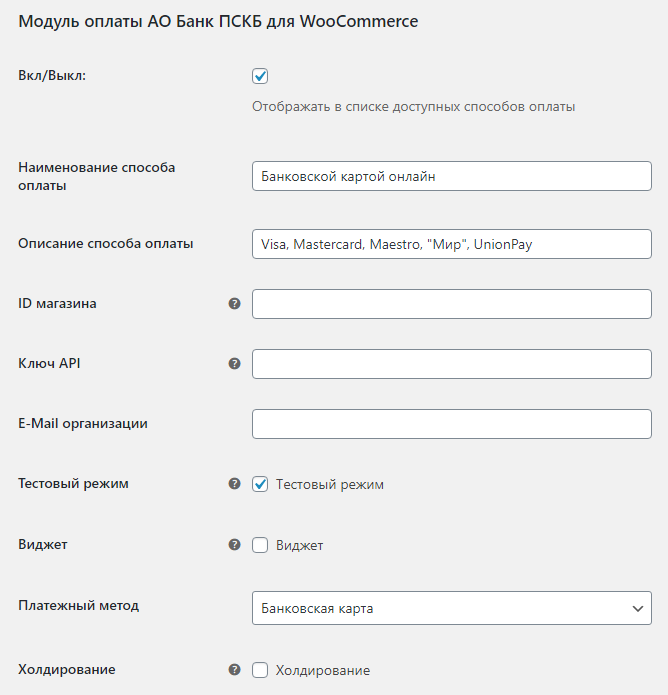 Модуль оплаты АО Банк ПСКБ для WooCommerce
Вкл/Выкл:
Отображать в списке доступных способов оплаты
Наименование способа
оплаты
Банковской картой онлайн
Описание способа оплаты
Visa, Mastercard, Maestro, "Мир", UnionPay
ID магазина
Ключ API
E-Mail организации
Тестовый режим
Тестовый режим
Виджет
Виджет
Платежный метод
Банковская карта
Холдирование
Холдирование